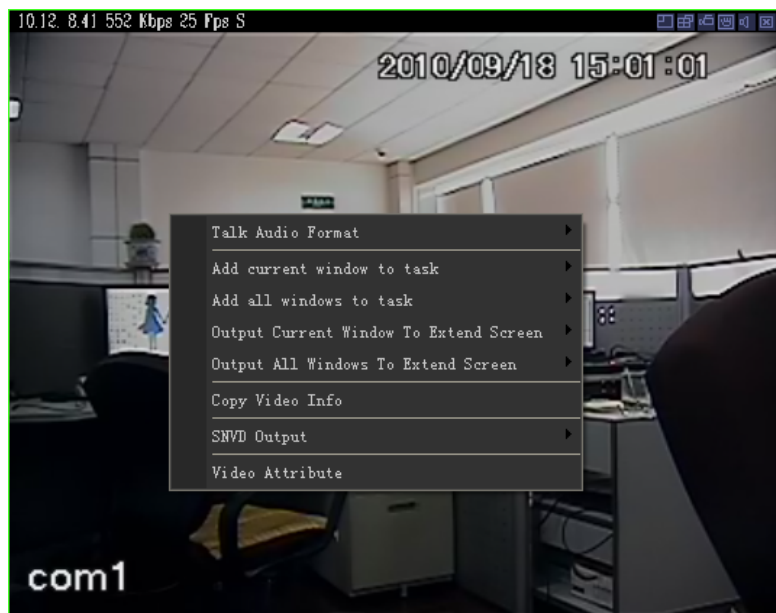 10.12. 8.41 552 Kbps 25 Fps S
2010/09/18 15:01:01
Talk Audio Format
Add current window to task
Add all windows to task
Output Current Window To Extend Screen
Output All Windows To Extend Screen
Copy Video Info
SNVD Output
Video Attribute
com1